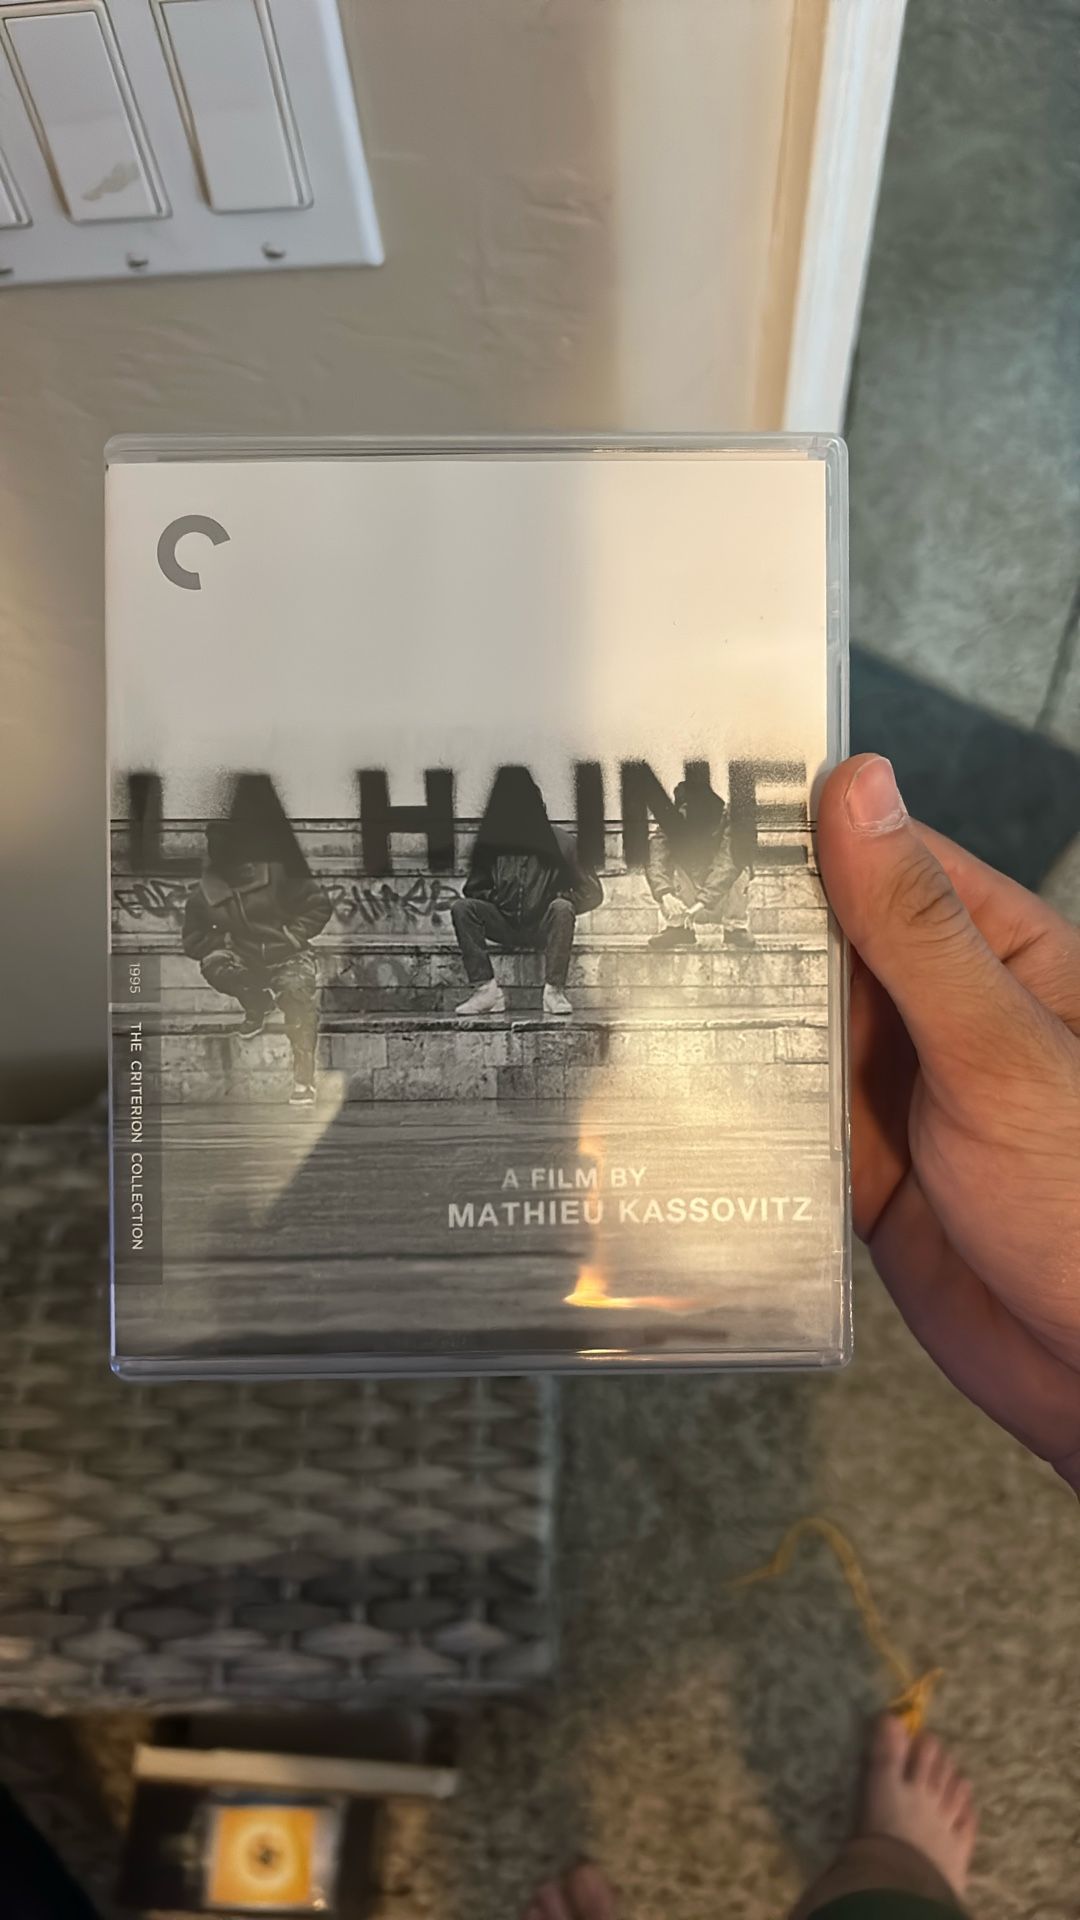 LA HAINE
1995
THE CRITERION COLLECTION
A FILM BY
MATHIEU KASSOVITZ